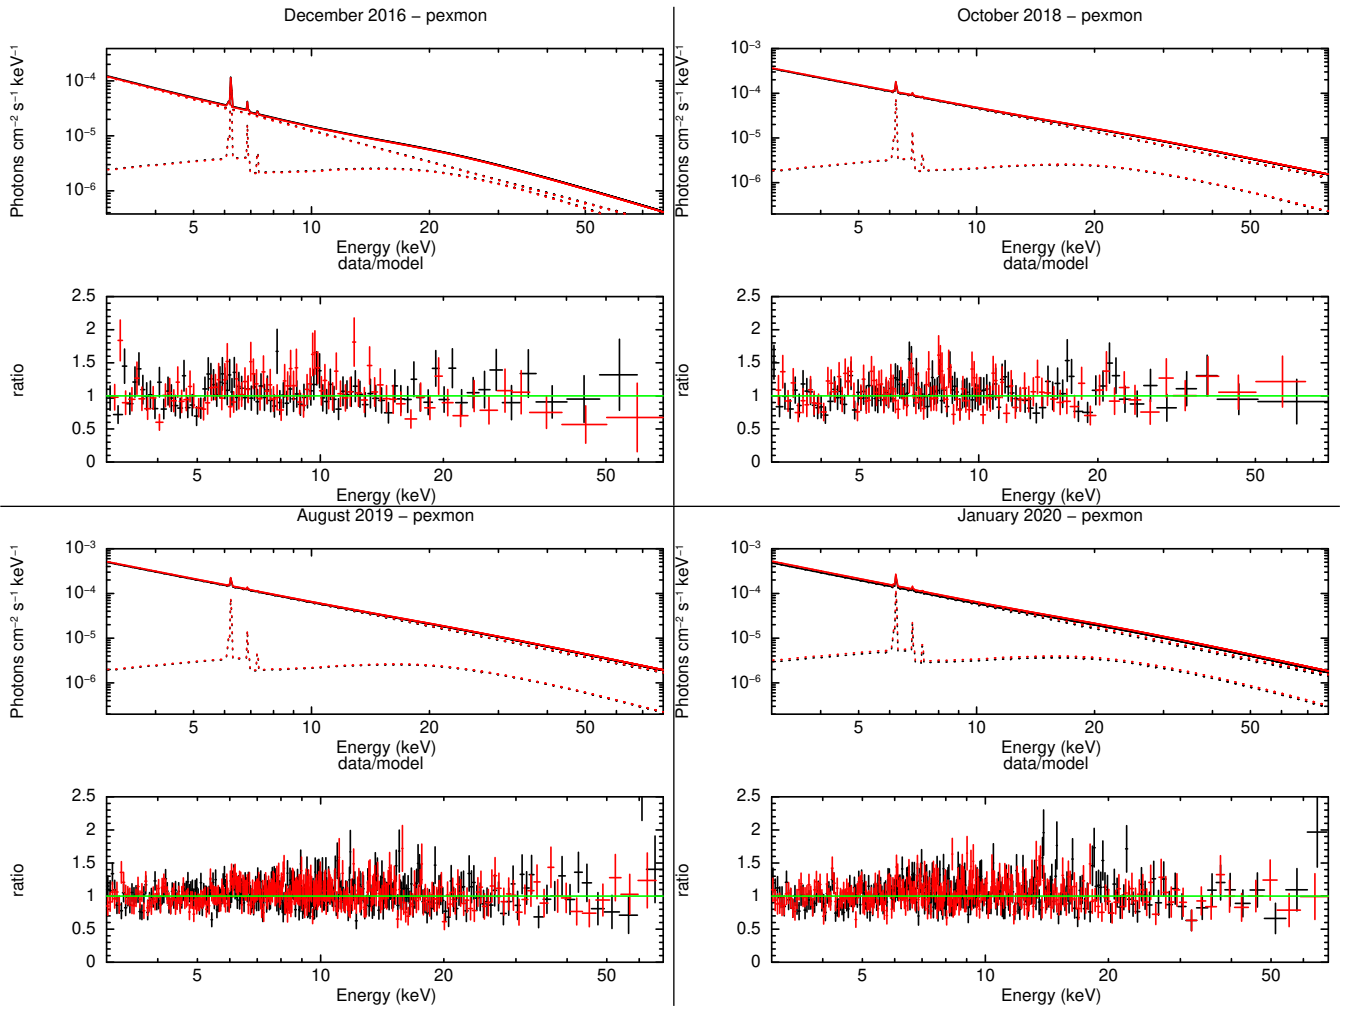 December 2016 − pexmon
Photons cm−2 s−1 keV−1
10−4
10−5
10−6
5 10 20 50
Energy (keV)
data/model
ratio
2.5
2
1.5
1
0.5
0
5 10 20 50
Energy (keV)
October 2018 − pexmon
Photons cm−2 s−1 keV−1
10−3
10−4
10−5
10−6
5 10 20 50
Energy (keV)
data/model
ratio
2.5
2
1.5
1
0.5
0
5 10 20 50
Energy (keV)
August 2019 − pexmon
Photons cm−2 s−1 keV−1
10−3
10−4
10−5
10−6
5 10 20 50
Energy (keV)
data/model
ratio
2.5
2
1.5
1
0.5
0
5 10 20 50
Energy (keV)
January 2020 − pexmon
Photons cm−2 s−1 keV−1
10−3
10−4
10−5
10−6
5 10 20 50
Energy (keV)
data/model
ratio
2.5
2
1.5
1
0.5
0
5 10 20 50
Energy (keV)